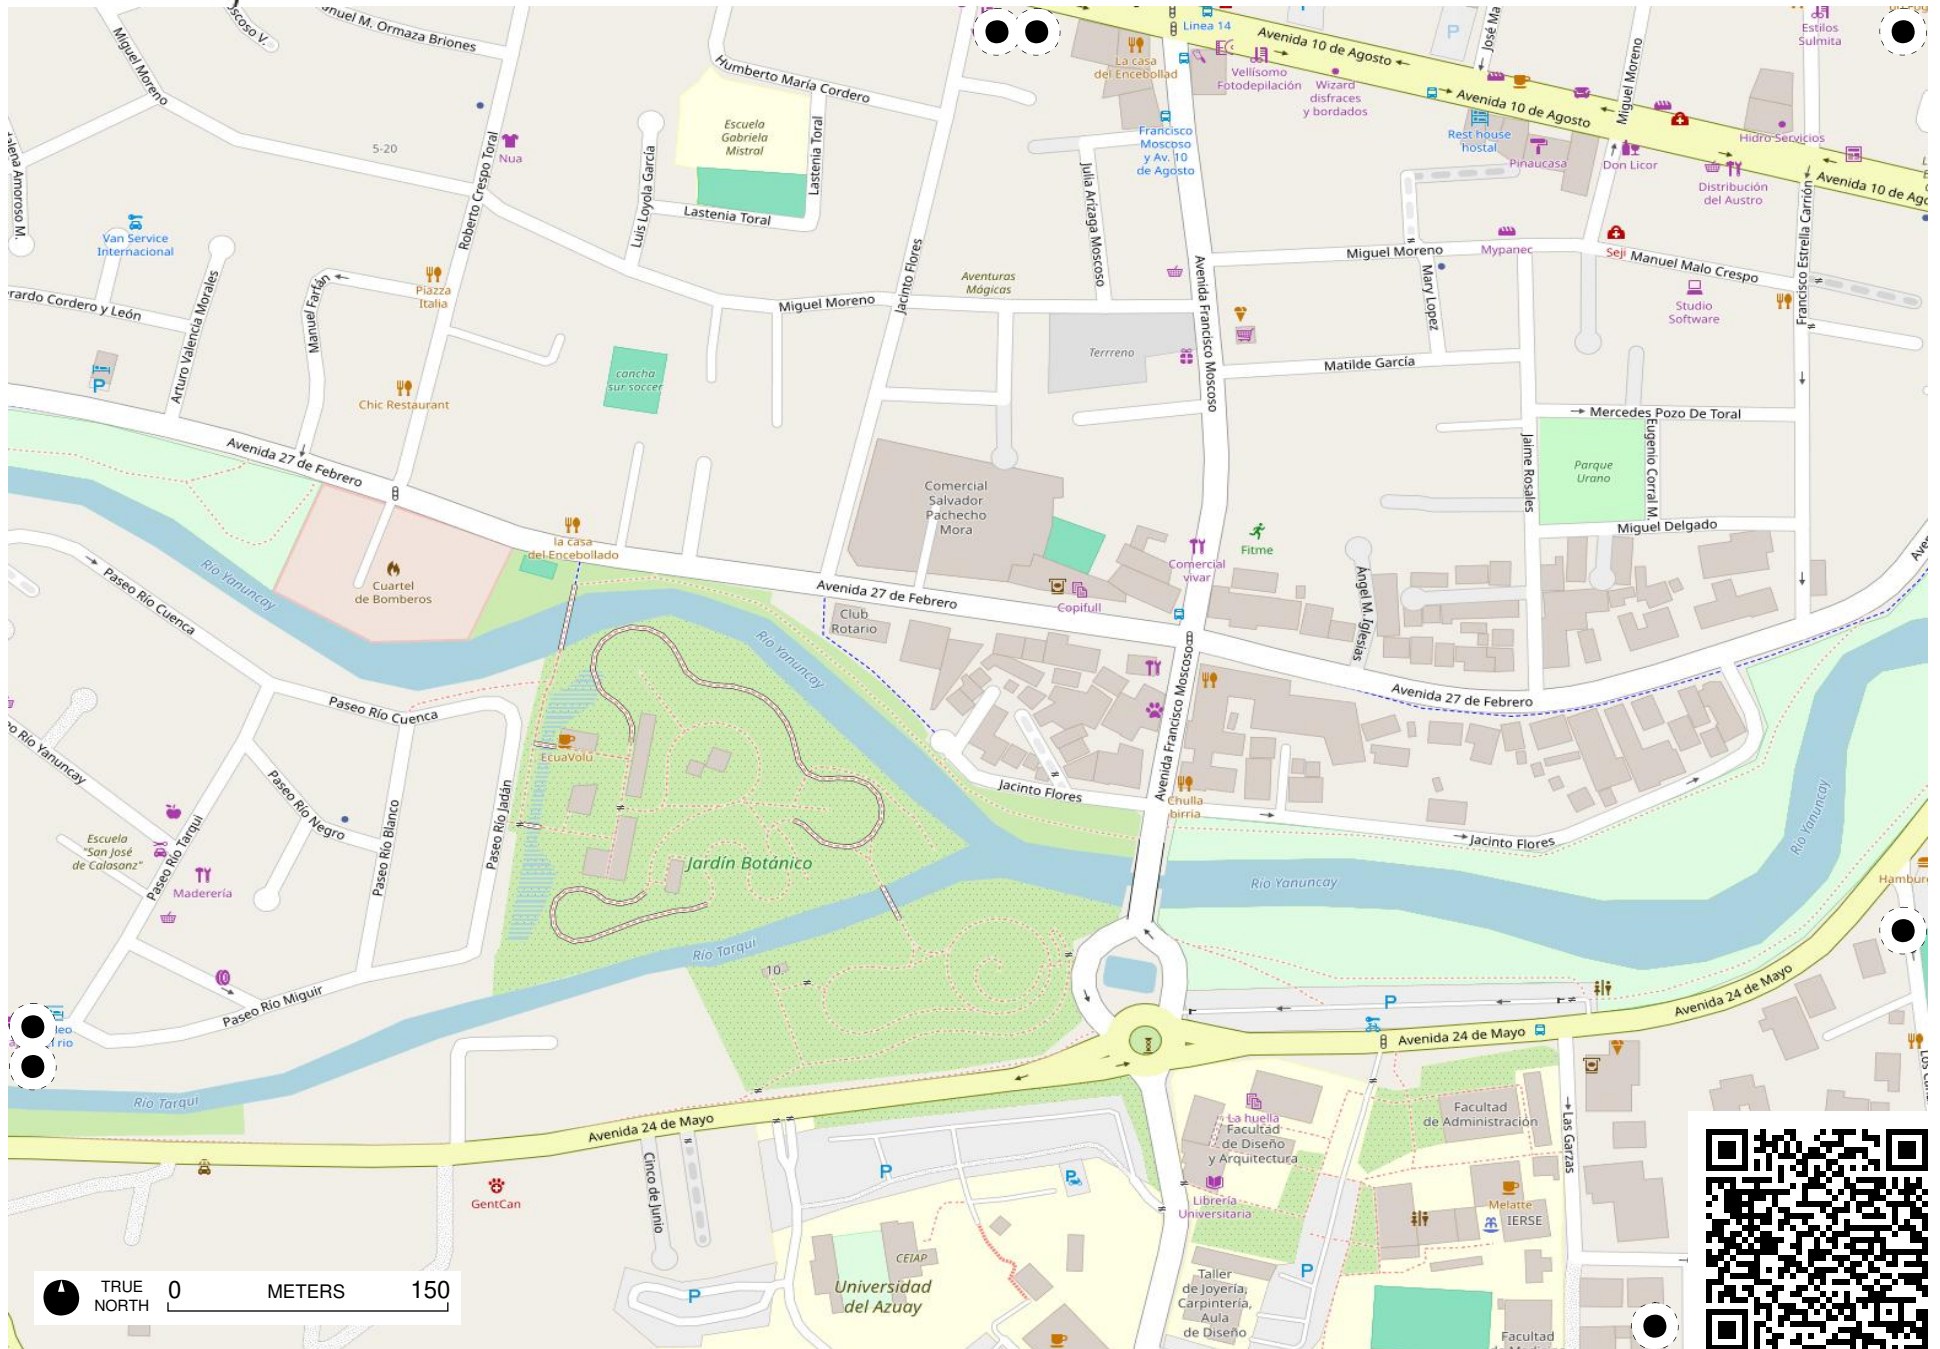 Manuel M. Ormaza Briones
Miguel Moreno
Linea 14
La casa
del Encebollad
Avenida 10 de Agosto
Vellísomo
Fotodepilación
Wizard
disfraces
y bordados
Estilos
Sulmita
Miguel Moreno
Humberto María Cordero
Escuela
Gabriela
Mistral
Lastenia Toral
Lastenia Toral
Luis Loyola García
5-20
Nua
Roberto Crespo Toral
Francisco
Moscoso
y Av. 10
de Agosto
Julia Arízaga Moscoso
Avenida 10 de Agosto
Rest house
hostal
Pinaucasa
Don Licor
Hidro Servicios
Distribución
del Austro
Avenida 10 de Ago
Van Service
Internacional
Arturo Valencia Morales
Manuel Farfán
Piazza
Italia
Chic Restaurant
Jacinto Flores
Aventuras
Mágicas
Miguel Moreno
Avenida Francisco Moscoso
Miguel Moreno
Mypanec
Seji
Manuel Malo Crespo
Francisco Estrella Carrión
Mary Lopez
Studio
Software
Terrreno
Matilde García
cancha
sur soccer
Mercedes Pozo De Toral
Jaime Rosales
Eugenio Corral M.
Parque
Urano
Miguel Delgado
Avenida 27 de Febrero
Comercial
Salvador
Pachecho
Mora
la casa
del Encebollado
Cuartel
de Bomberos
Río Yanuncay
Paseo Río Cuenca
Fitme
Comercial
vivar
Copifull
Avenida 27 de Febrero
Club
Rotario
Ángel M. Iglesias
Río Yanuncay
Paseo Río Cuenca
Avenida Francisco Moscoso
Avenida 27 de Febrero
EcuaVolu
Paseo Río Negro
Paseo Río Blanco
Paseo Río Jadán
Paseo Río Tarqui
Escuela
"San José
de Calasanz"
Maderería
Jacinto Flores
Chulla
birria
Jacinto Flores
Río Yanuncay
Jardín Botánico
Río Yanuncay
Río Tarqui
10
Paseo Río Miguir
Avenida 24 de Mayo
Avenida 24 de Mayo
Río Tarqui
Avenida 24 de Mayo
Cinco de Junio
GentCan
P
P
P
P
P
P
La huella
Facultad
de Diseño
y Arquitectura
Facultad
de Administración
Las Garzas
Librería
Universitaria
Melatte
IERSE
CEIAP
Universidad
del Azuay
Taller
de Joyería,
Carpintería,
Aula
de Diseño
Facultad
TRUE
NORTH
0 METERS 150